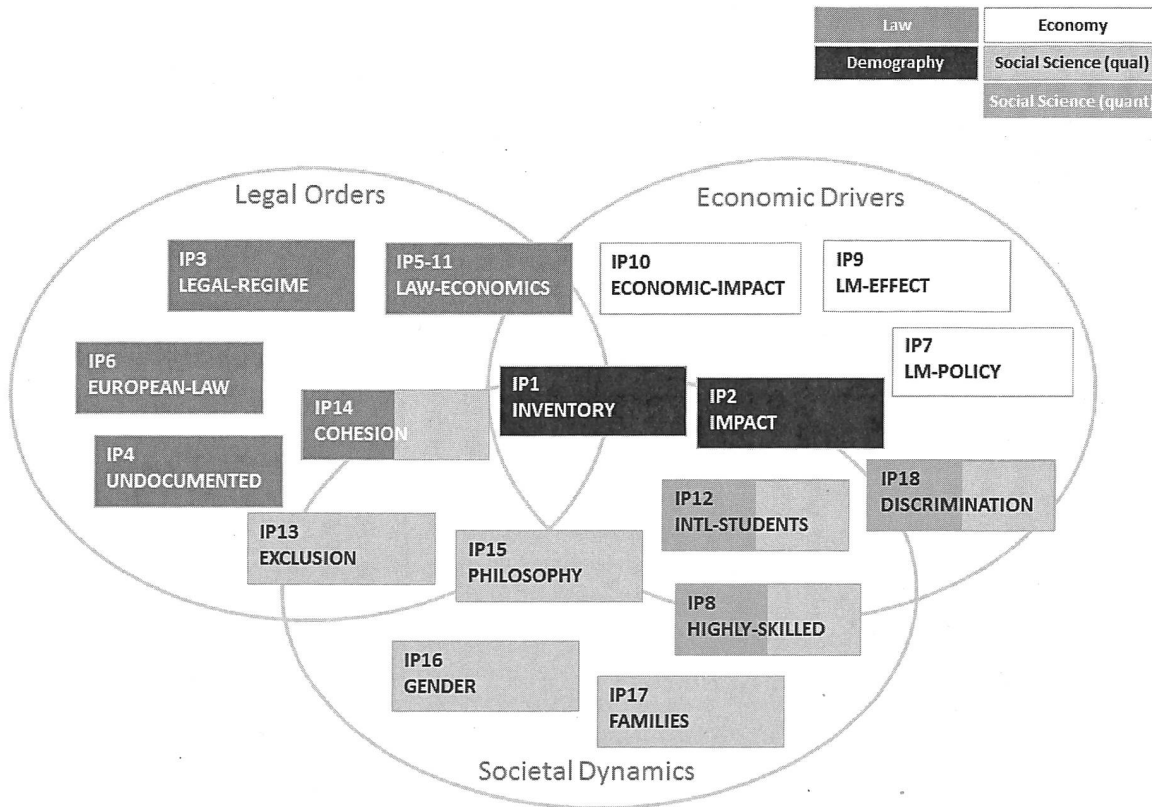 Law
Economy
Demography
Social Science (qual)
Social Science (quant)
Legal Orders
Economic Drivers
IP3
LEGAL-REGIME
IP5-11
LAW-ECONOMICS
IP10
ECONOMIC-IMPACT
IP9
LM-EFFECT
IP6
EUROPEAN-LAW
IP7
LM-POLICY
IP14
COHESION
IP1
INVENTORY
IP2
IMPACT
IP4
UNDOCUMENTED
IP12
INTL-STUDENTS
IP18
DISCRIMINATION
IP13
EXCLUSION
IP15
PHILOSOPHY
IP8
HIGHLY-SKILLED
IP16
GENDER
IP17
FAMILIES
Societal Dynamics